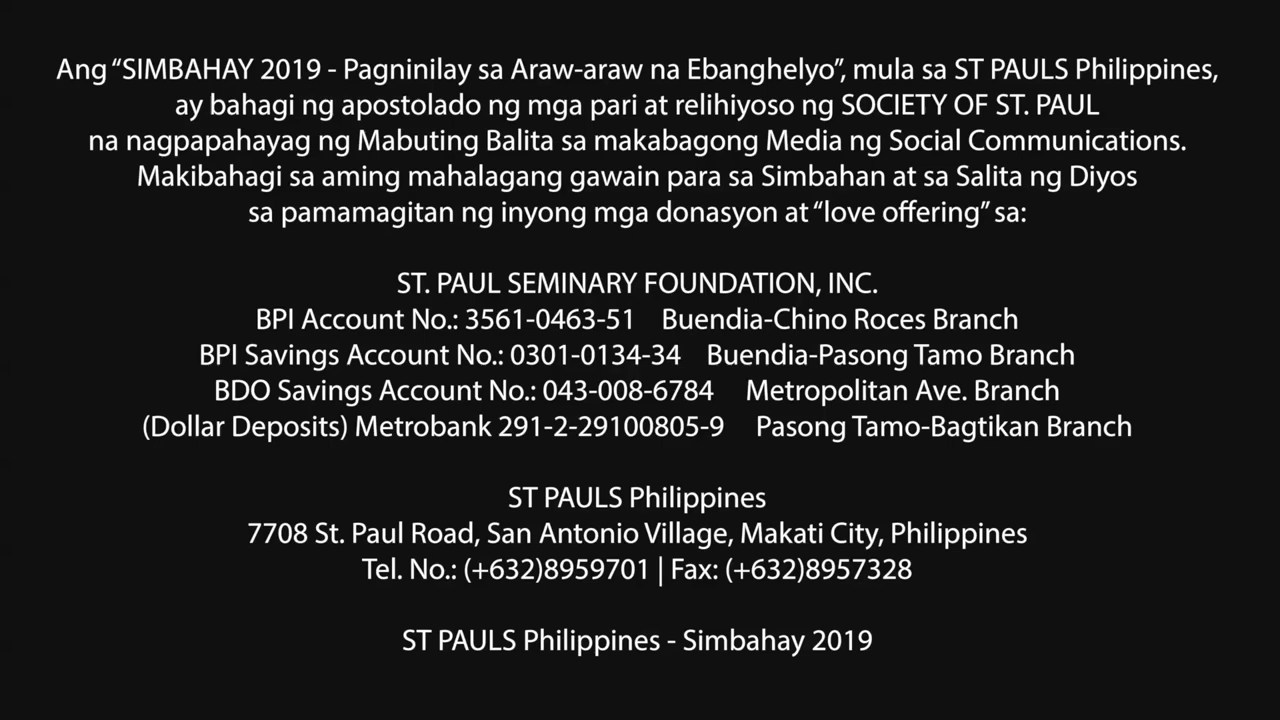 Ang “SIMBAHAY 2019 - Pagninilay sa Araw-araw na Ebanghelyo”, mula sa ST PAULS Philippines,
ay bahagi ng apostolado ng mga pari at relihiyoso ng SOCIETY OF ST. PAUL
na nagpapahayag ng Mabuting Balita sa makabagong Media ng Social Communications.
Makibahagi sa aming mahalagang gawain para sa Simbahan at sa Salita ng Diyos
sa pamamagitan ng inyong mga donasyon at “love offering” sa:
ST. PAUL SEMINARY FOUNDATION, INC.
BPI Account No.: 3561-0463-51 Buendia-Chino Roces Branch
BPI Savings Account No.: 0301-0134-34 Buendia-Pasong Tamo Branch
BDO Savings Account No.: 043-008-6784 Metropolitan Ave. Branch
(Dollar Deposits) Metrobank 291-2-29100805-9 Pasong Tamo-Bagtikan Branch
ST PAULS Philippines
7708 St. Paul Road, San Antonio Village, Makati City, Philippines
Tel. No.: (+632)8959701 | Fax: (+632)8957328
ST PAULS Philippines - Simbahay 2019